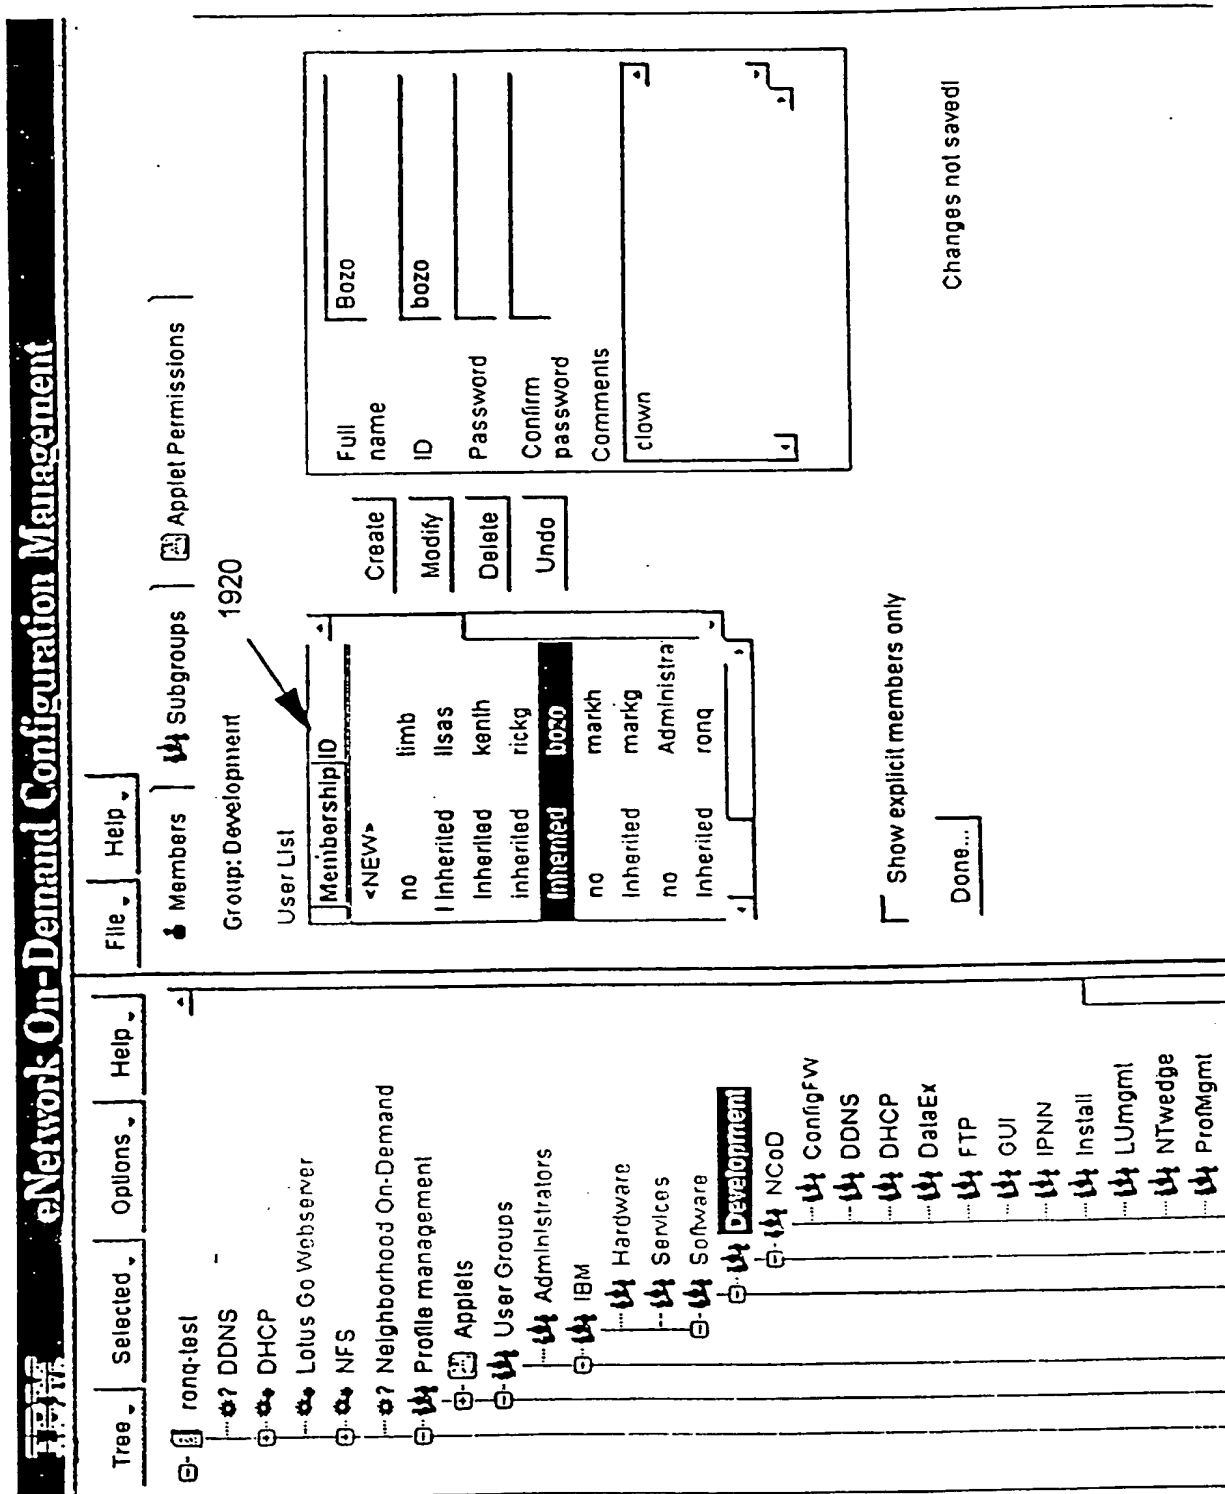 IBM eNetwork On-Demand Configuration Management
Tree Selected Options Help
ronq-test
? DDNS
DHCP
Lotus Go Webserver
NFS
? Neighborhood On-Demand
Profile management
Applets
User Groups
Administrators
IBM
Hardware
Services
Software
Development
NCoD
ConfigFW
DDNS
DHCP
DataEx
FTP
GUI
IPNN
Install
LUmgmt
NTwedge
ProfMgmt
File Help
Members Subgroups Applet Permissions
Group: Development
1920
User List
Membership ID
<NEW>
no timb
Inherited lisas
Inherited kenth
inherited rickg
Inherited bozo
no markh
Inherited markg
no Administra
Inherited ronq
Create
Modify
Delete
Undo
Full name Bozo
ID bozo
Password
Confirm password
Comments
clown
Show explicit members only
Done...
Changes not saved!